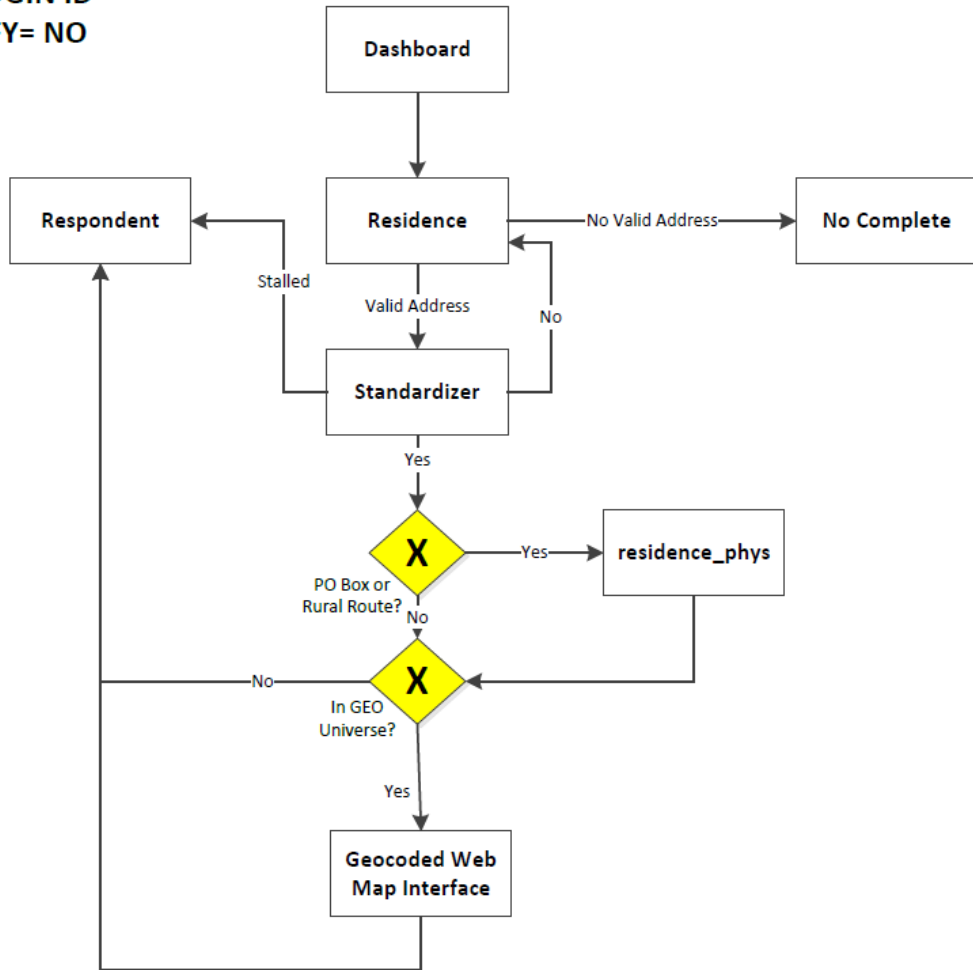 FY= NO
Dashboard
Respondent
Residence
No Valid Address
No Complete
Stalled
Valid Address
No
Standardizer
Yes
X
Yes
residence_phys
PO Box or
Rural Route?
No
X
No
In GEO
Universe?
Yes
Geocoded Web
Map Interface